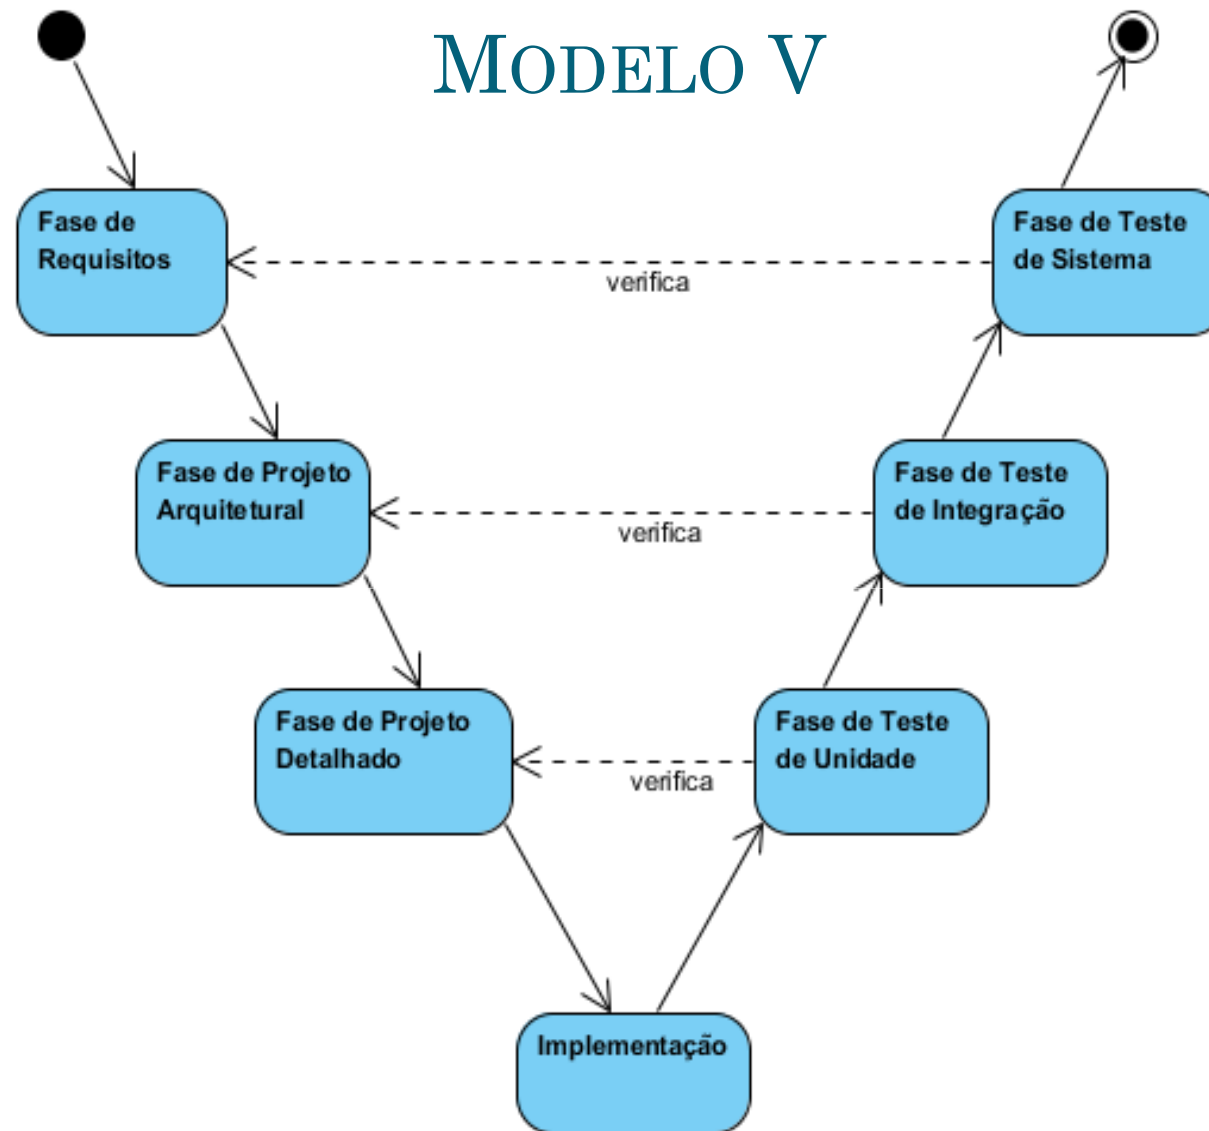 MODELO V
Fase de
Requisitos
Fase de Teste
de Sistema
verifica
Fase de Projeto
Arquitetural
Fase de Teste
de Integração
verifica
Fase de Projeto
Detalhado
Fase de Teste
de Unidade
verifica
Implementação